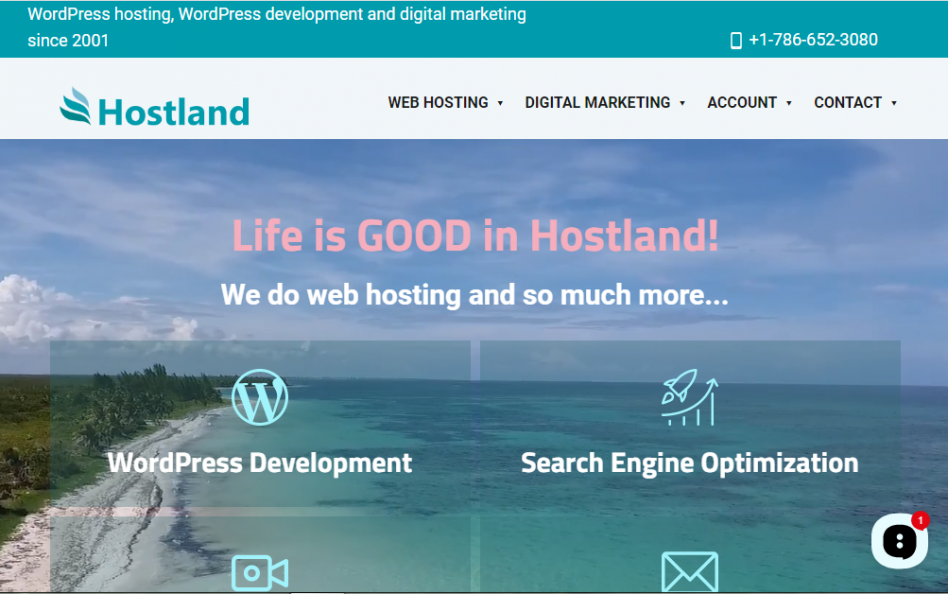 WordPress hosting, WordPress development and digital marketing
since 2001
+1-786-652-3080
Hostland
WEB HOSTING
DIGITAL MARKETING
ACCOUNT
CONTACT
Life is GOOD in Hostland!
We do web hosting and so much more...
WordPress Development
Search Engine Optimization
1